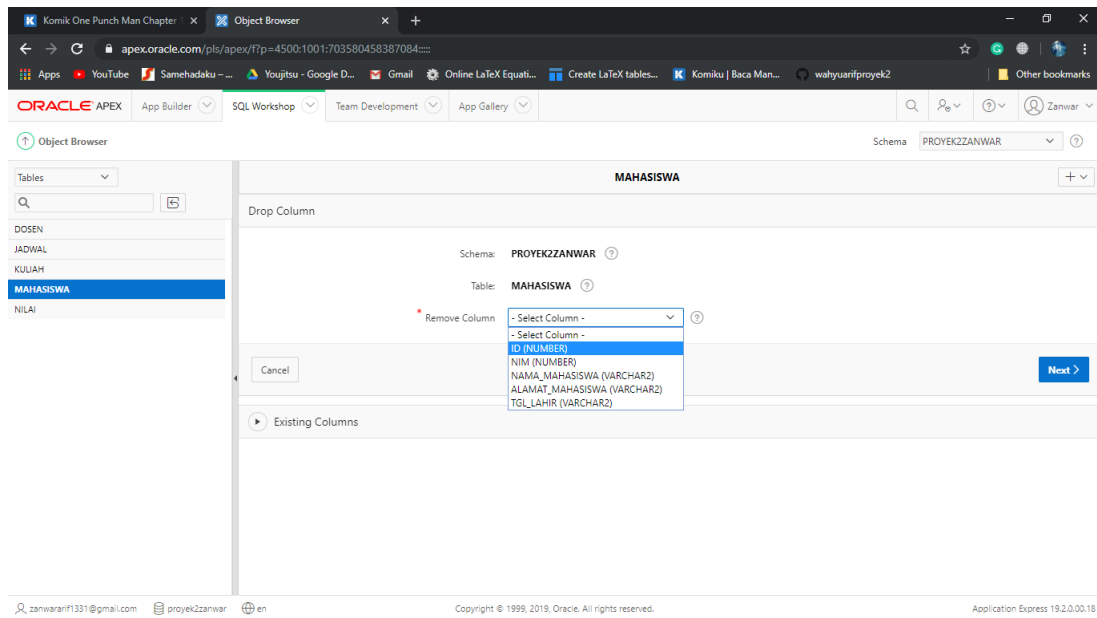 Komik One Punch Man Chapter
Object Browser
apex.oracle.com/pls/apex/f?p=4500:1001:703580458387084:::::
Apps YouTube Samehadaku – ... Youjitsu - Google D... Gmail Online LaTeX Equati... Create LaTeX tables... Komiku | Baca Man... wahyuarifproyek2 Other bookmarks
ORACLE APEX App Builder SQL Workshop Team Development App Gallery Zanwar
Object Browser Schema PROYEK2ZANWAR
Tables MAHASISWA
Drop Column
DOSEN
JADWAL
KULIAH
MAHASISWA
NILAI
Schema: PROYEK2ZANWAR
Table: MAHASISWA
* Remove Column - Select Column -
- Select Column -
ID (NUMBER)
NIM (NUMBER)
NAMA_MAHASISWA (VARCHAR2)
ALAMAT_MAHASISWA (VARCHAR2)
TGL_LAHIR (VARCHAR2)
Cancel Next
Existing Columns
zanwararif1331@gmail.com proyek2zanwar en Copyright © 1999, 2019, Oracle. All rights reserved. Application Express 19.2.0.00.18